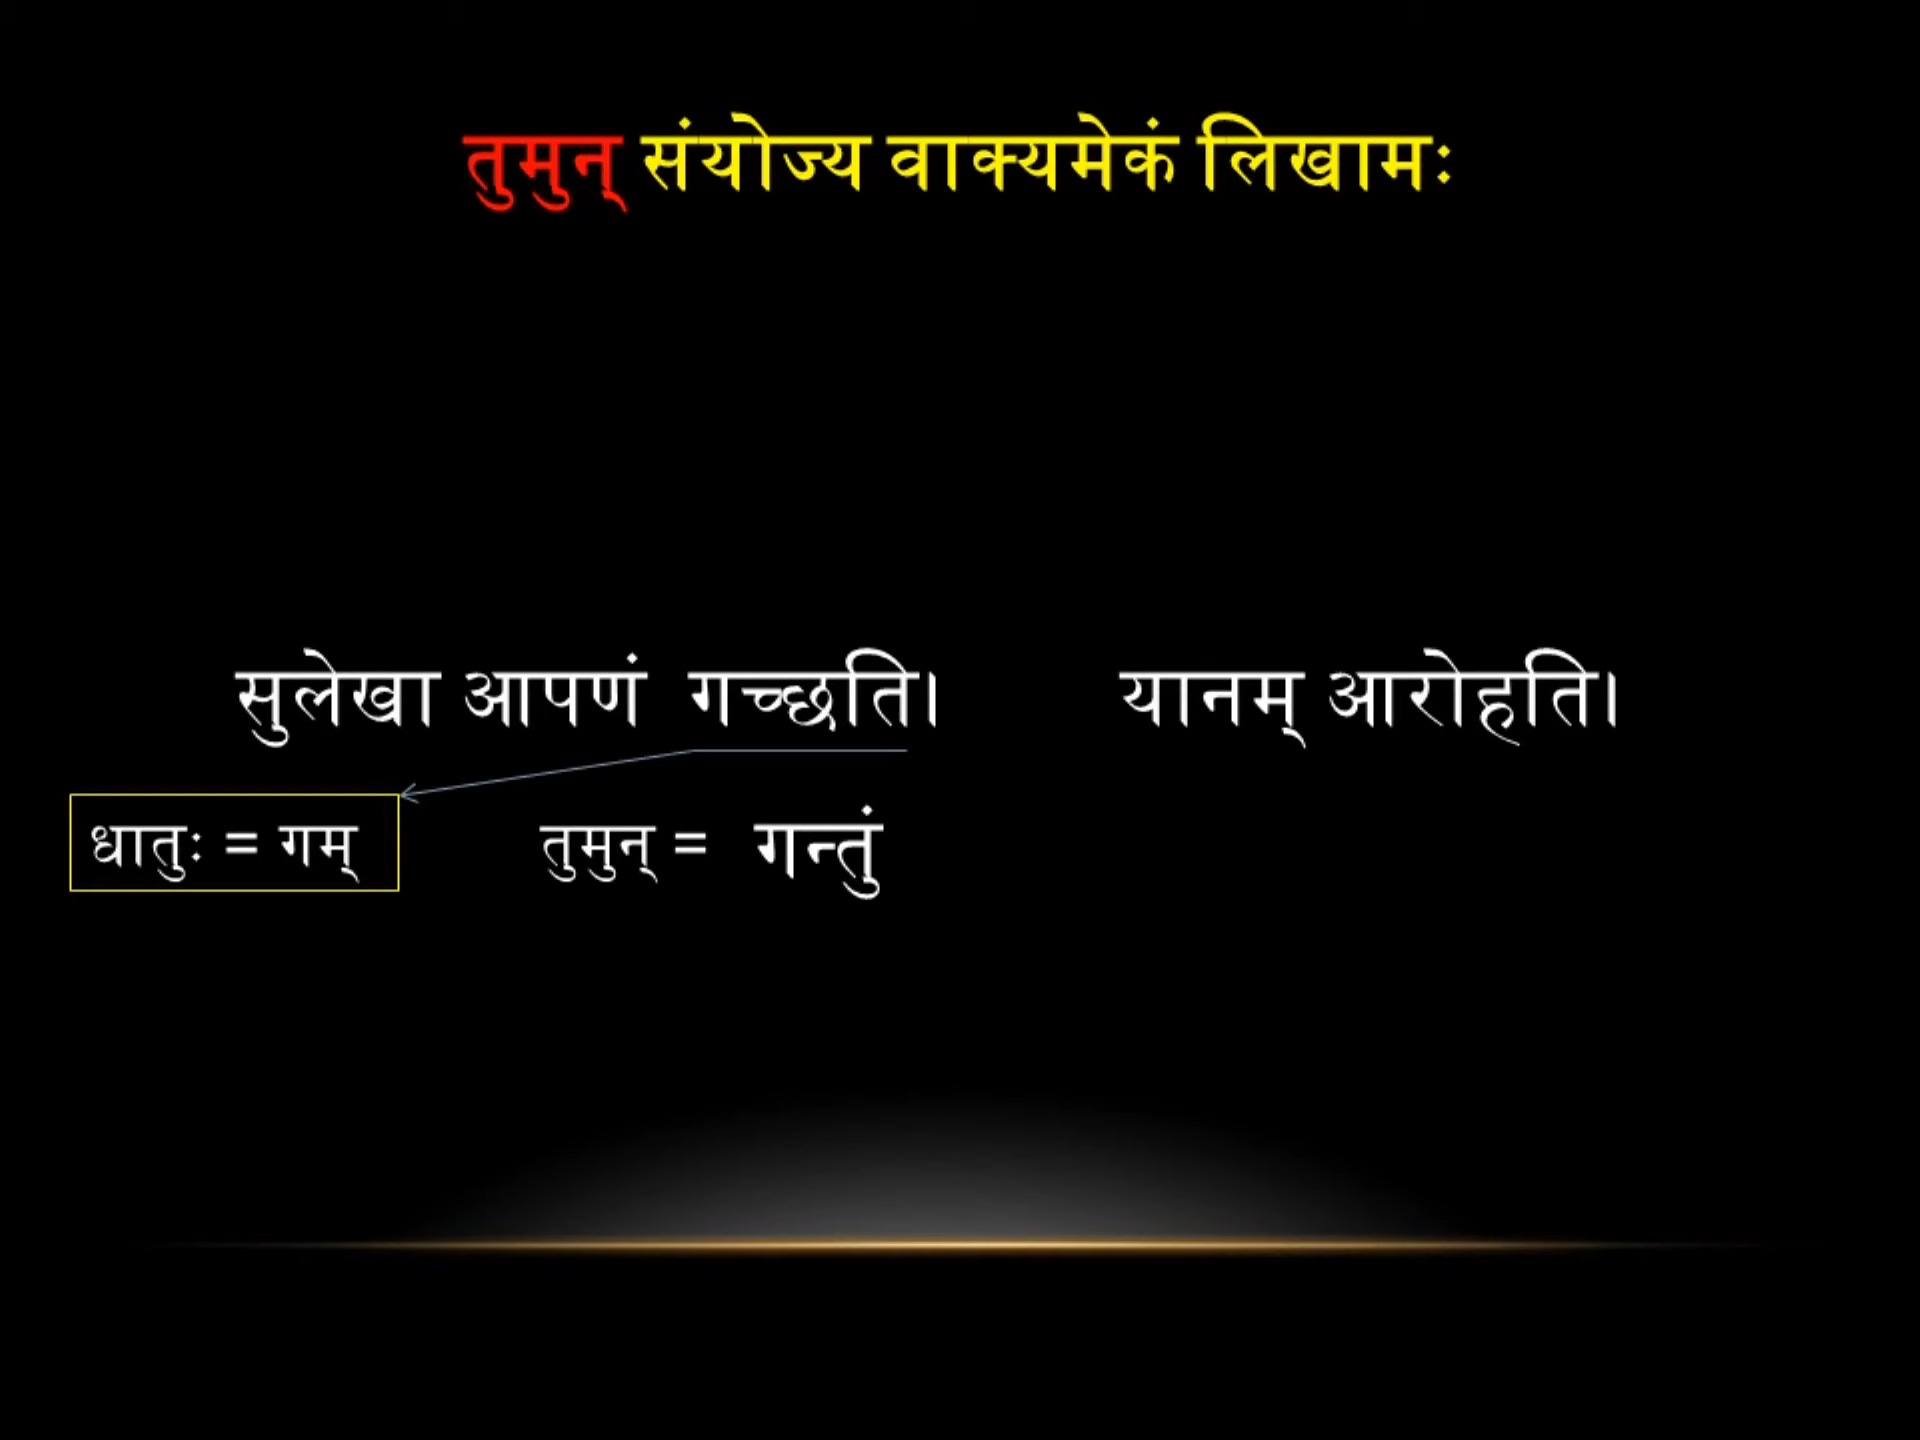 तुमुन् संयोज्य वाक्यमेकं लिखामः
सुलेखा आपणं गच्छति। यानम् आरोहति।
धातुः = गम् तुमुन् = गन्तुं